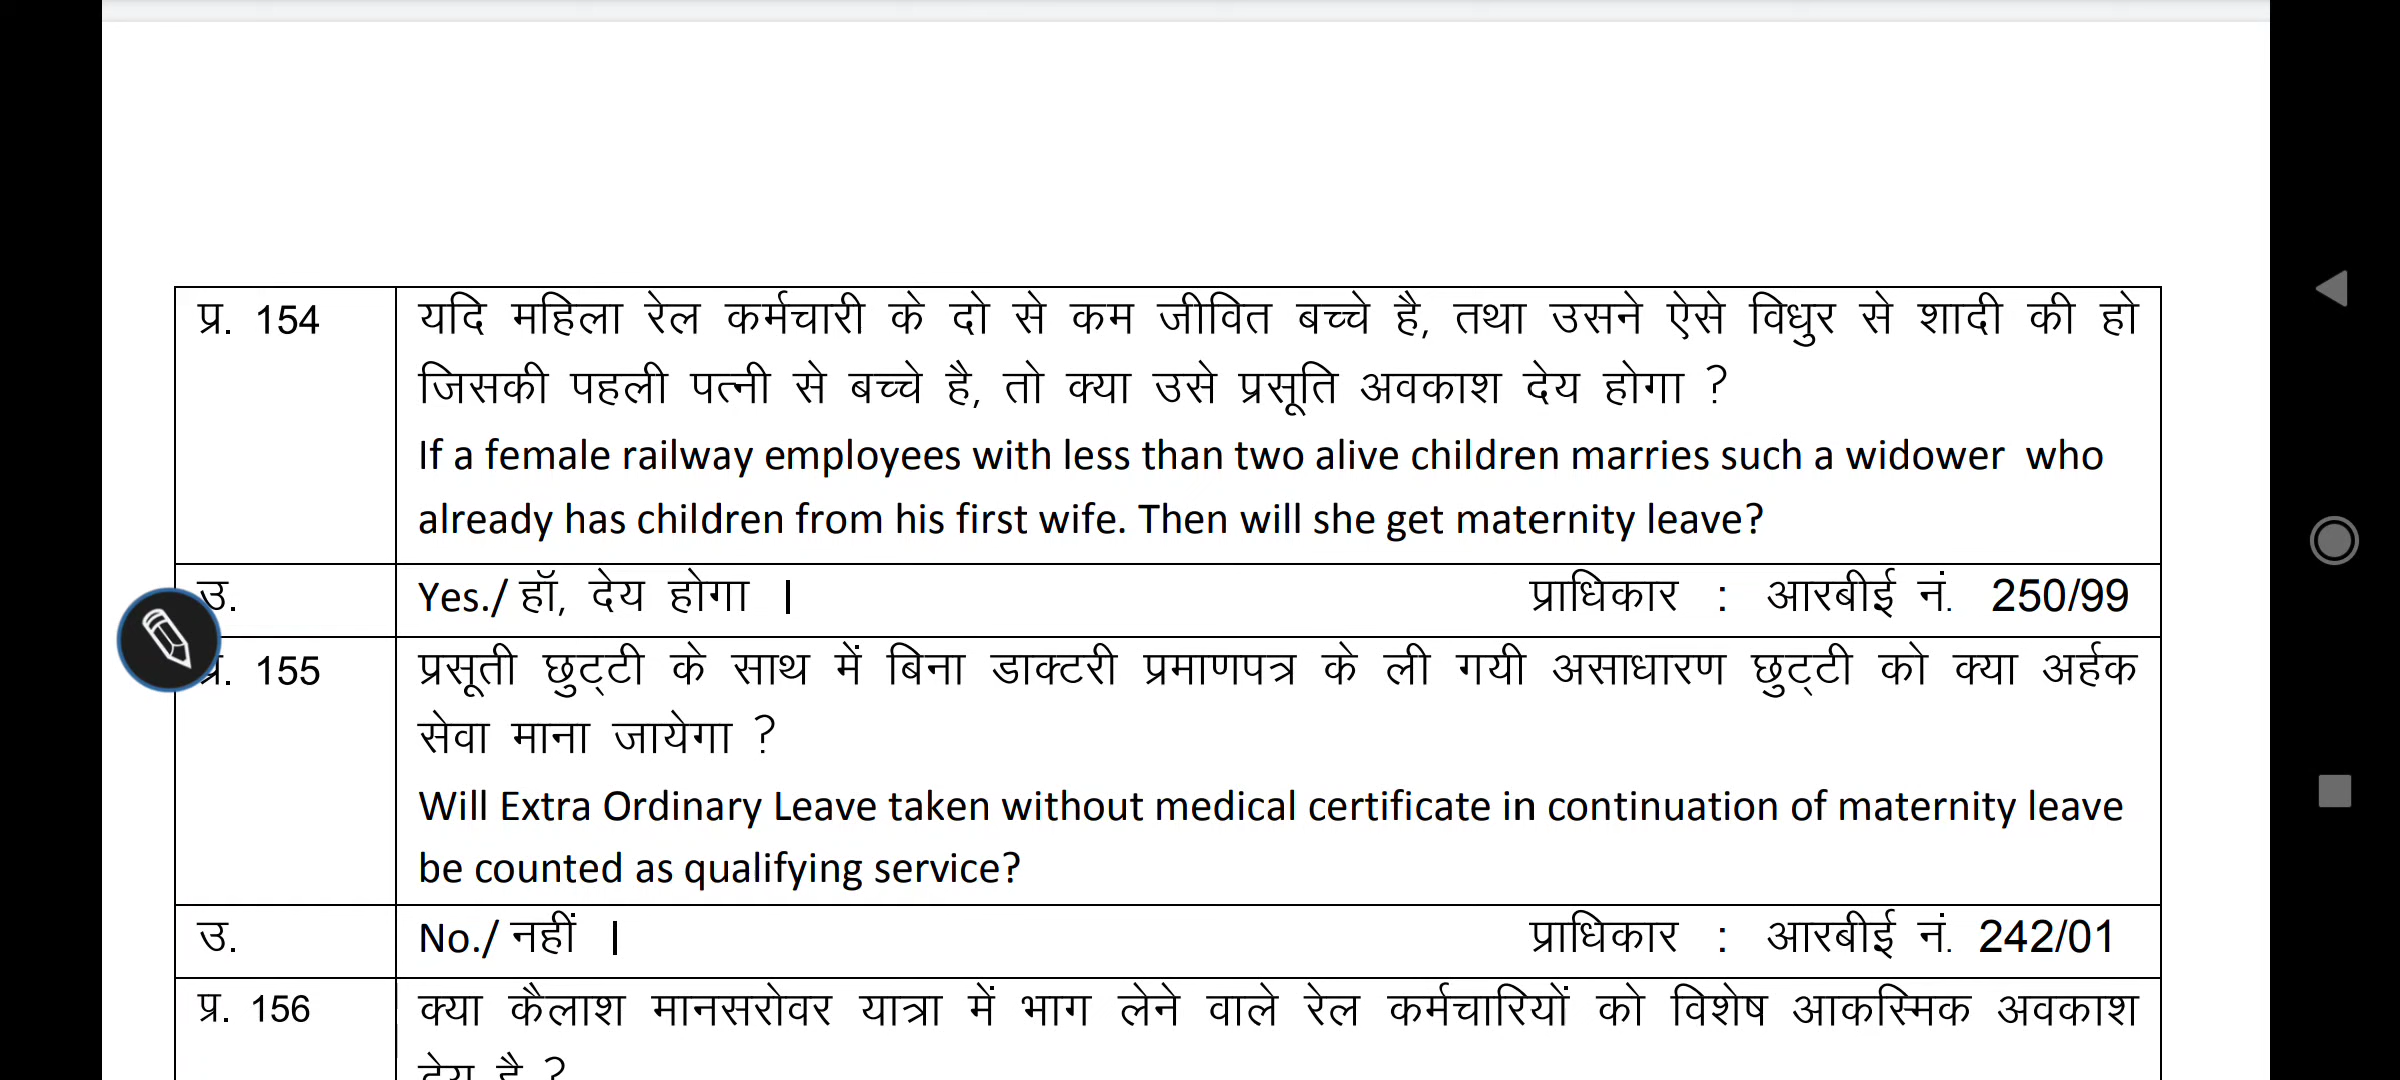 प्र. 154
यदि महिला रेल कर्मचारी के दो से कम जीवित बच्चे है, तथा उसने ऐसे विधुर से शादी की हो
जिसकी पहली पत्नी से बच्चे है, तो क्या उसे प्रसूति अवकाश देय होगा ?
If a female railway employees with less than two alive children marries such a widower who
already has children from his first wife. Then will she get maternity leave?
उ. Yes./ हॉ, देय होगा । प्राधिकार : आरबीई नं. 250/99
प्र. 155
प्रसूती छुट्टी के साथ में बिना डाक्टरी प्रमाणपत्र के ली गयी असाधारण छुट्टी को क्या अर्हक
सेवा माना जायेगा ?
Will Extra Ordinary Leave taken without medical certificate in continuation of maternity leave
be counted as qualifying service?
उ. No./ नहीं । प्राधिकार : आरबीई नं. 242/01
प्र. 156
क्या कैलाश मानसरोवर यात्रा में भाग लेने वाले रेल कर्मचारियों को विशेष आकस्मिक अवकाश
देय है ?